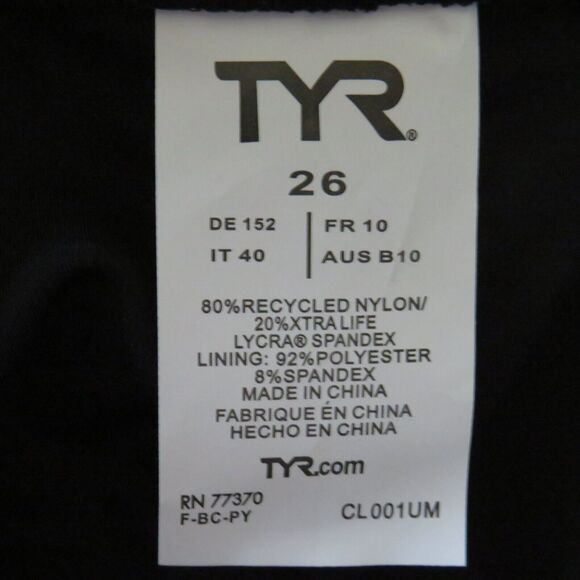 TYR®
26
DE 152 | FR 10
IT 40 | AUS B10
80%RECYCLED NYLON/
20%XTRA LIFE
LYCRA® SPANDEX
LINING: 92%POLYESTER
8%SPANDEX
MADE IN CHINA
FABRIQUE ÉN CHINA
HECHO EN CHINA
TYR.com
RN 77370
F-BC-PY CL001UM